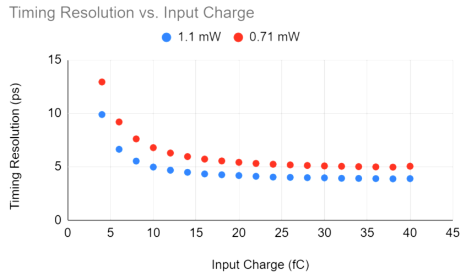 Timing Resolution vs. Input Charge
1.1 mW 0.71 mW
Timing Resolution (ps)
15
10
5
0
0 5 10 15 20 25 30 35 40 45
Input Charge (fC)